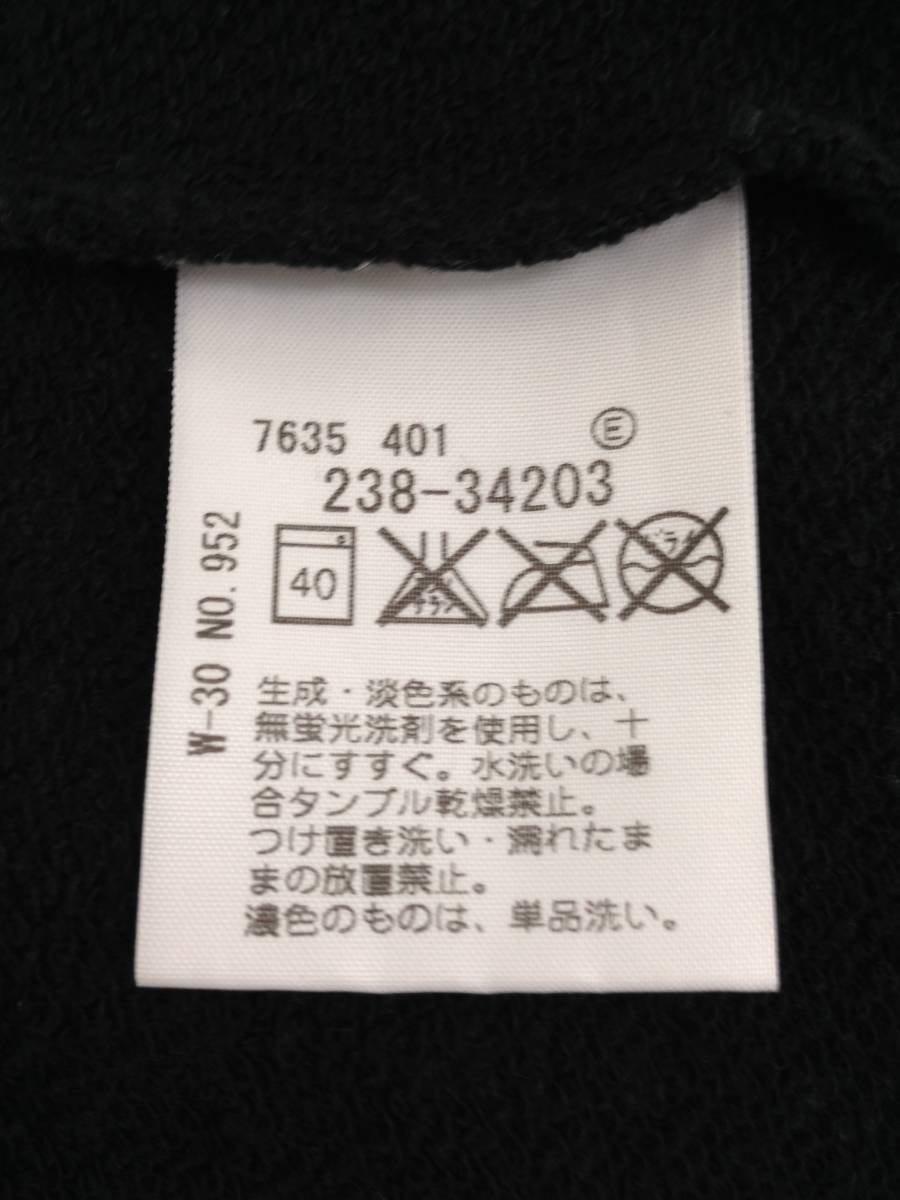 7635 401 Ⓔ
238-34203
40
ドライ
W-30 NO.952
生成・淡色系のものは、
無蛍光洗剤を使用し、十
分にすすぐ。水洗いの場
合タンブル乾燥禁止。
つけ置き洗い・濡れたま
まの放置禁止。
濃色のものは、単品洗い。